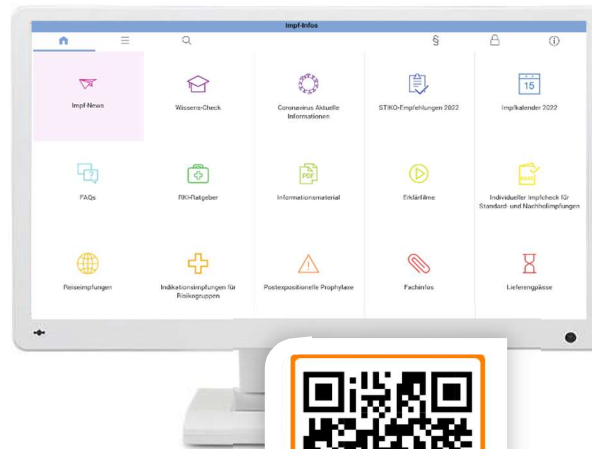 Impf-Infos
§
Impf-News
Wissens-Check
Coronavirus Aktuelle
Informationen
STIKO-Empfehlungen 2022
15
Impfkalender 2022
?
FAQs
RKI-Ratgeber
PDF
Informationsmaterial
Erklärfilme
Individueller Impfcheck für
Standard- und Nachholimpfungen
Reiseimpfungen
Indikationsimpfungen für
Risikogruppen
Postexpositionelle Prophylaxe
Fachinfos
Lieferengpässe